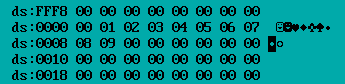 ds:FFF8 00 00 00 00 00 00 00 00
ds:0000 00 01 02 03 04 05 06 07 ☺☻♥♦♣♠•
ds:0008 08 09 00 00 00 00 00 00 ◘○
ds:0010 00 00 00 00 00 00 00 00
ds:0018 00 00 00 00 00 00 00 00